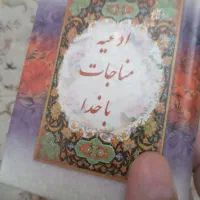 ادعیه
مناجات
با خدا